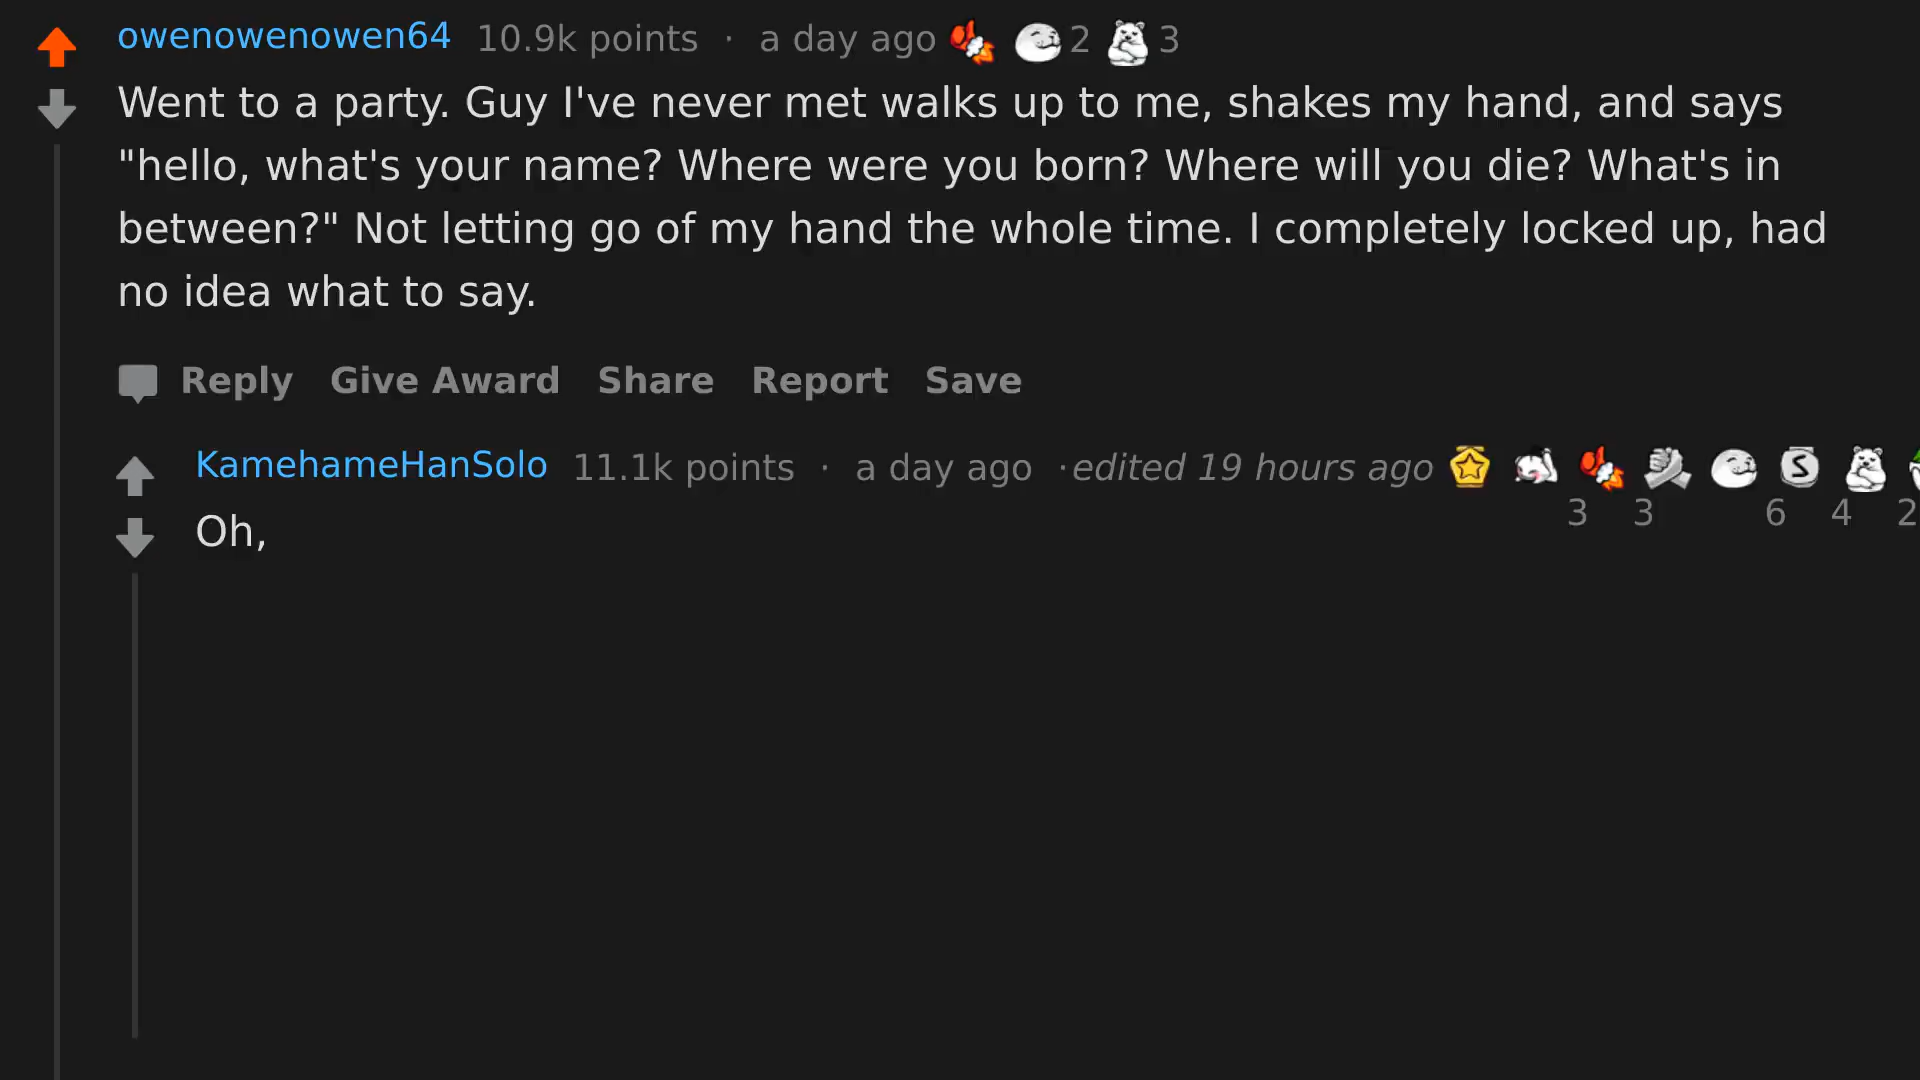 owenowenowen64 10.9k points · a day ago 2 3
Went to a party. Guy I've never met walks up to me, shakes my hand, and says
"hello, what's your name? Where were you born? Where will you die? What's in
between?" Not letting go of my hand the whole time. I completely locked up, had
no idea what to say.
Reply Give Award Share Report Save
KamehameHanSolo 11.1k points · a day ago · edited 19 hours ago S
3 3 6 4 2
Oh,